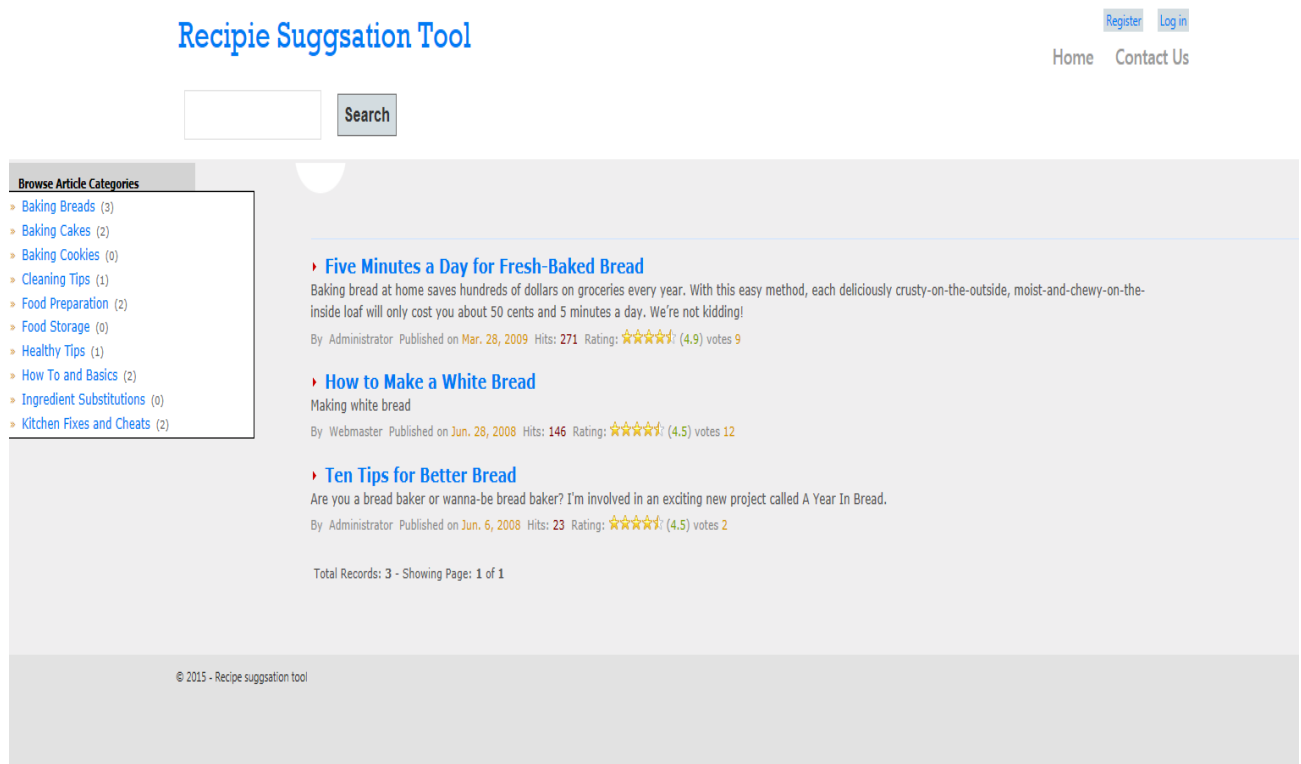 Recipie Suggsation Tool
Register Log in
Home Contact Us
Search
Browse Article Categories
» Baking Breads (3)
» Baking Cakes (2)
» Baking Cookies (0)
» Cleaning Tips (1)
» Food Preparation (2)
» Food Storage (0)
» Healthy Tips (1)
» How To and Basics (2)
» Ingredient Substitutions (0)
» Kitchen Fixes and Cheats (2)
Five Minutes a Day for Fresh-Baked Bread
Baking bread at home saves hundreds of dollars on groceries every year. With this easy method, each deliciously crusty-on-the-outside, moist-and-chewy-on-the-
inside loaf will only cost you about 50 cents and 5 minutes a day. We're not kidding!
By Administrator Published on Mar. 28, 2009 Hits: 271 Rating: (4.9) votes 9
How to Make a White Bread
Making white bread
By Webmaster Published on Jun. 28, 2008 Hits: 146 Rating: (4.5) votes 12
Ten Tips for Better Bread
Are you a bread baker or wanna-be bread baker? I'm involved in an exciting new project called A Year In Bread.
By Administrator Published on Jun. 6, 2008 Hits: 23 Rating: (4.5) votes 2
Total Records: 3 - Showing Page: 1 of 1
© 2015 - Recipe suggsation tool